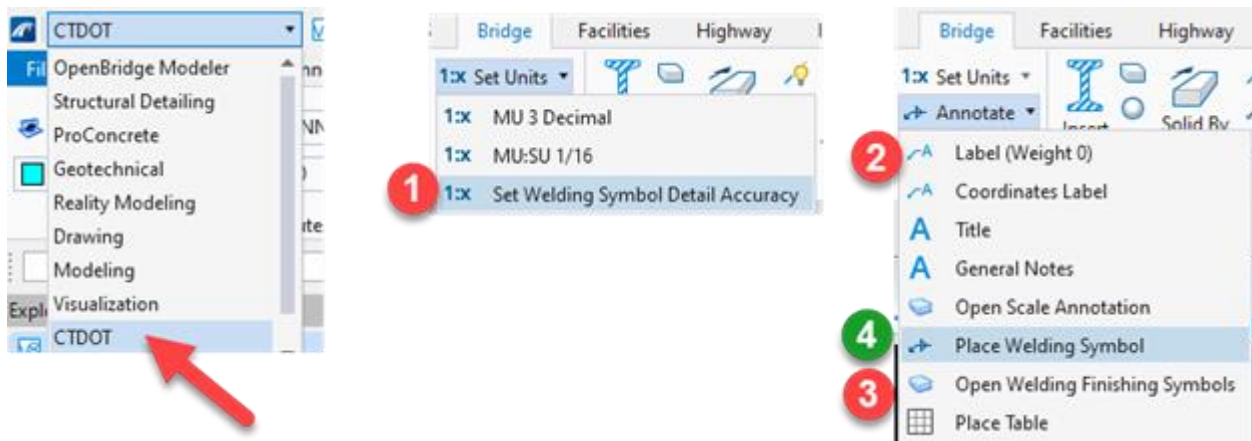 CTDOT
Fil
OpenBridge Modeler
Structural Detailing
ProConcrete
Geotechnical
Reality Modeling
Drawing
Modeling
Visualization
Expl
CTDOT
Bridge Facilities Highway
1:x Set Units
1:x MU 3 Decimal
1:x MU:SU 1/16
1 1:x Set Welding Symbol Detail Accuracy
Bridge Facilities Highway
1:x Set Units
Annotate
Solid By
2 A Label (Weight 0)
A Coordinates Label
A Title
A General Notes
Open Scale Annotation
4 Place Welding Symbol
3 Open Welding Finishing Symbols
Place Table